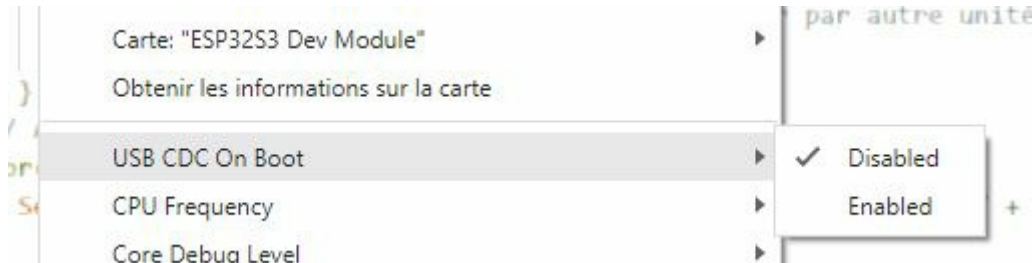 par autre unité
Carte: "ESP32S3 Dev Module"
Obtenir les informations sur la carte
}
USB CDC On Boot
Disabled
CPU Frequency
Enabled
+
Core Debug Level